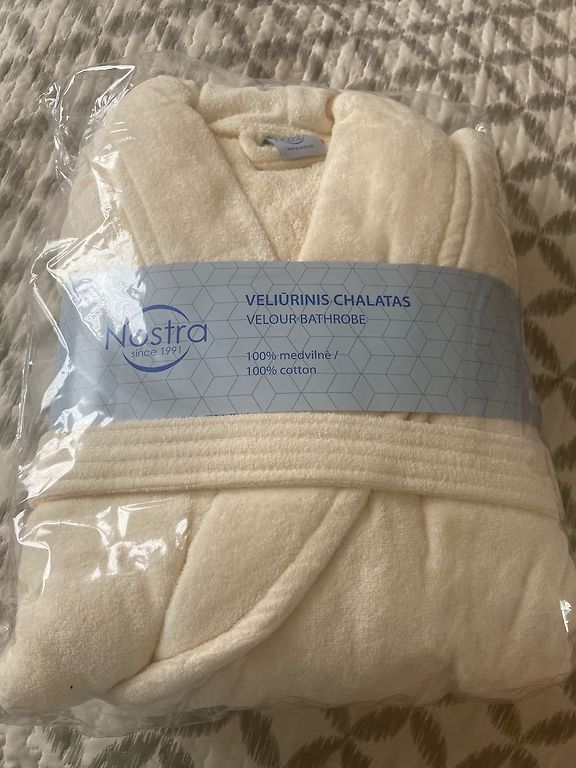 Nostra
since 1991
VELIŪRINIS CHALATAS
VELOUR BATHROBE
100% medvilnė /
100% cotton